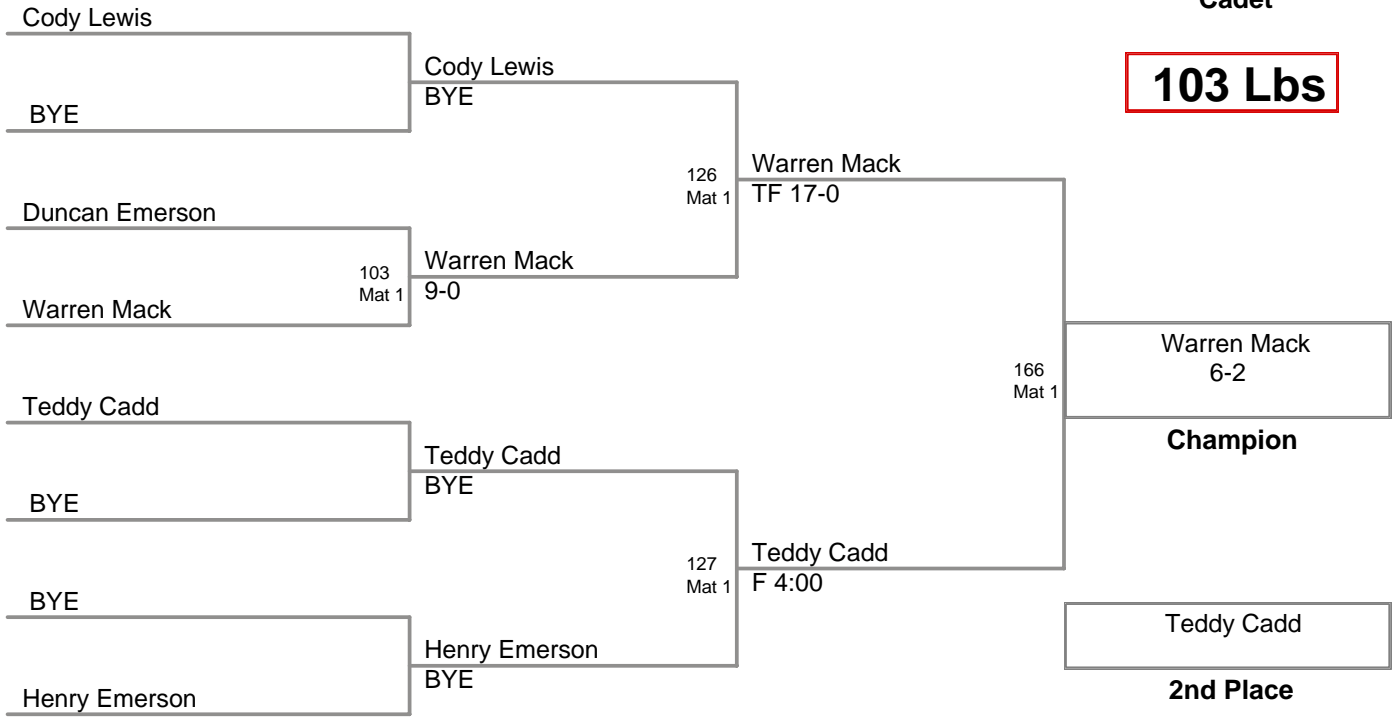 Cadet
103 Lbs
Cody Lewis
BYE
Cody Lewis
BYE
Duncan Emerson
Warren Mack
103
Mat 1
Warren Mack
9-0
126
Mat 1
Warren Mack
TF 17-0
Teddy Cadd
BYE
Teddy Cadd
BYE
BYE
Henry Emerson
Henry Emerson
BYE
127
Mat 1
Teddy Cadd
F 4:00
166
Mat 1
Warren Mack
6-2
Champion
Teddy Cadd
2nd Place